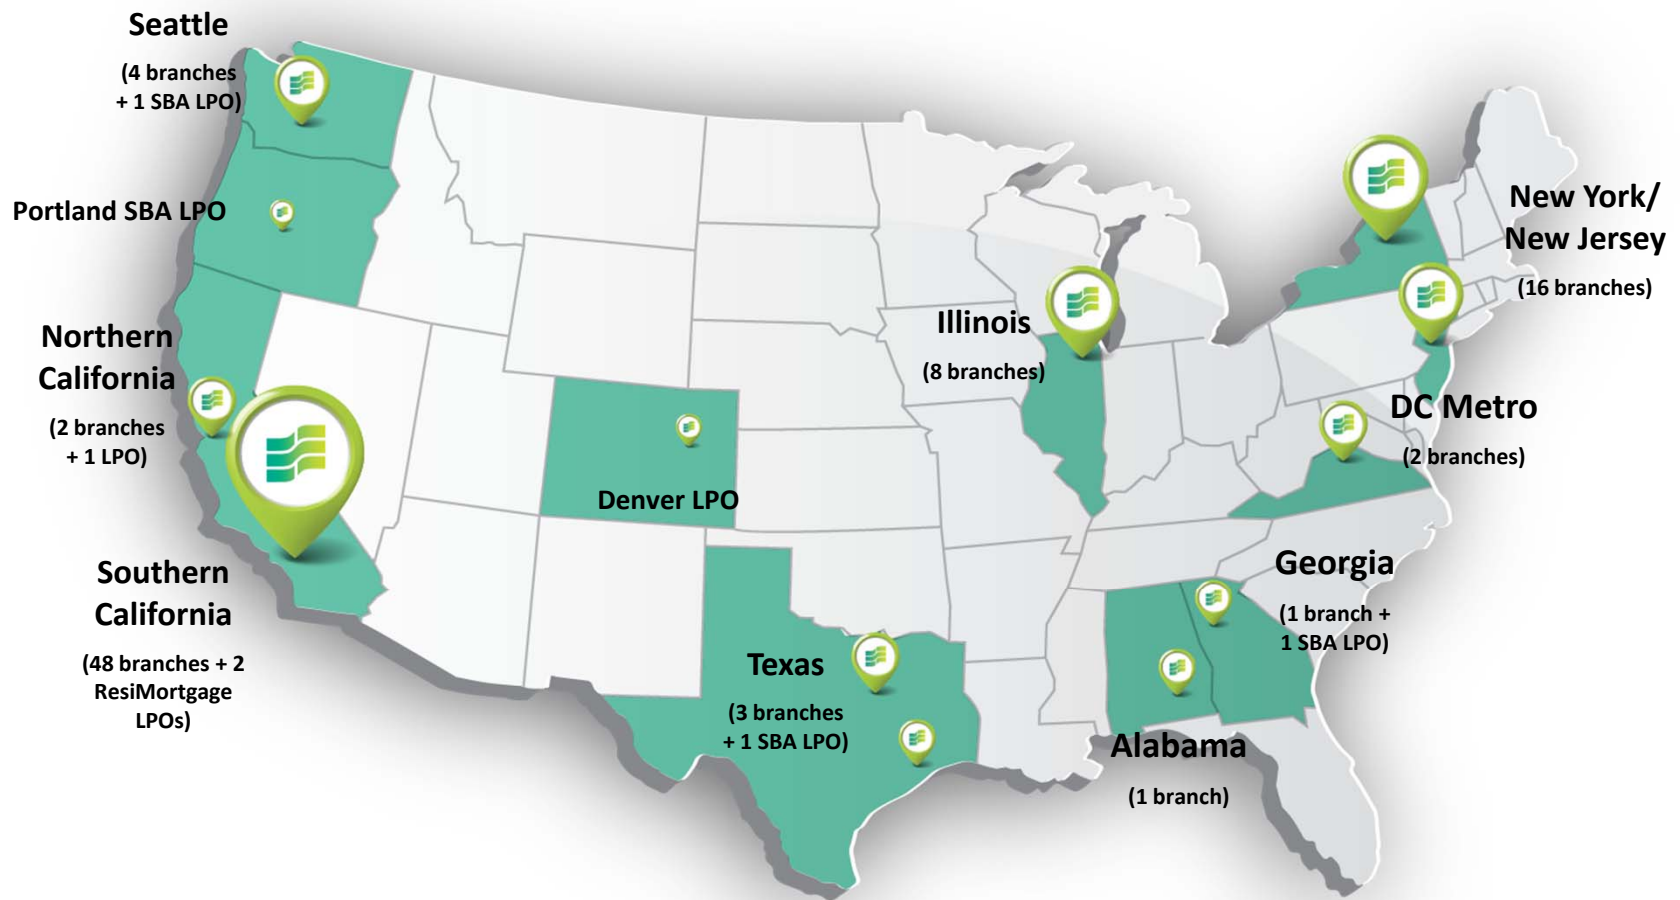 Seattle
(4 branches
+ 1 SBA LPO)
Portland SBA LPO
Northern
California
(2 branches
+ 1 LPO)
Southern
California
(48 branches + 2
ResiMortgage
LPOs)
Denver LPO
Texas
(3 branches
+ 1 SBA LPO)
Illinois
(8 branches)
New York/
New Jersey
(16 branches)
DC Metro
(2 branches)
Georgia
(1 branch +
1 SBA LPO)
Alabama
(1 branch)